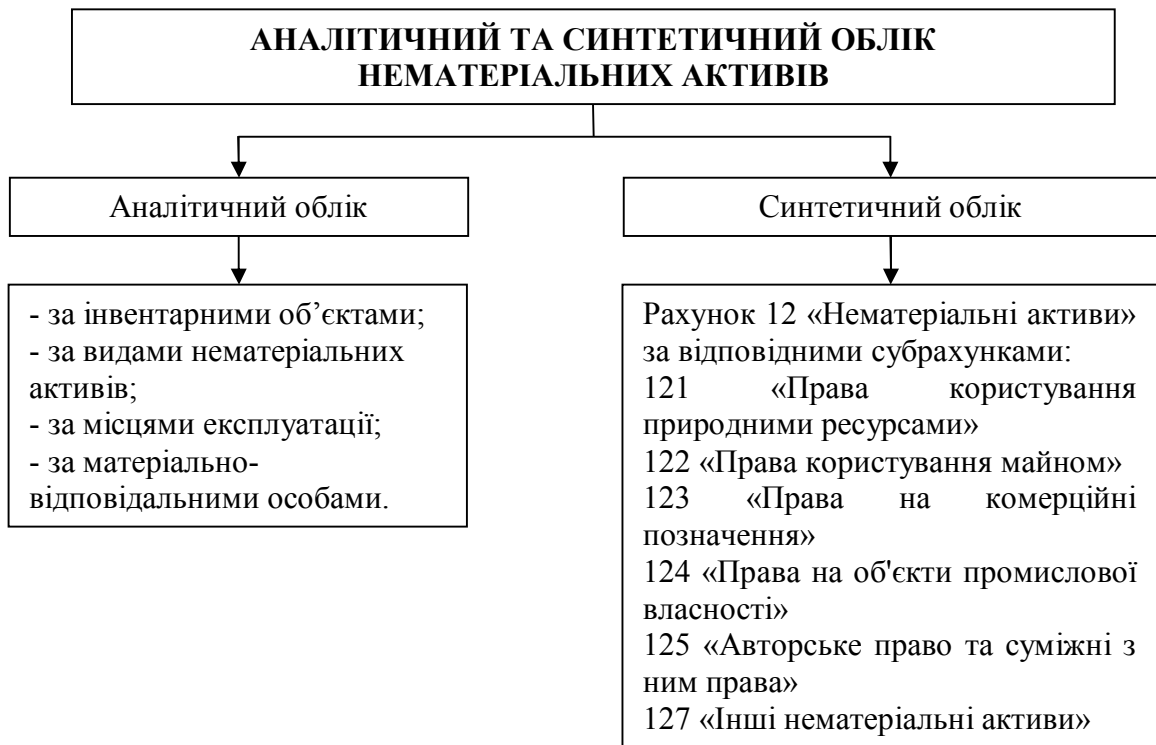 АНАЛІТИЧНИЙ ТА СИНТЕТИЧНИЙ ОБЛІК
НЕМАТЕРІАЛЬНИХ АКТИВІВ
Аналітичний облік
Синтетичний облік
- за інвентарними об’єктами;
- за видами нематеріальних
активів;
- за місцями експлуатації;
- за матеріально-
відповідальними особами.
Рахунок 12 «Нематеріальні активи»
за відповідними субрахунками:
121 «Права користування
природними ресурсами»
122 «Права користування майном»
123 «Права на комерційні
позначення»
124 «Права на об'єкти промислової
власності»
125 «Авторське право та суміжні з
ним права»
127 «Інші нематеріальні активи»